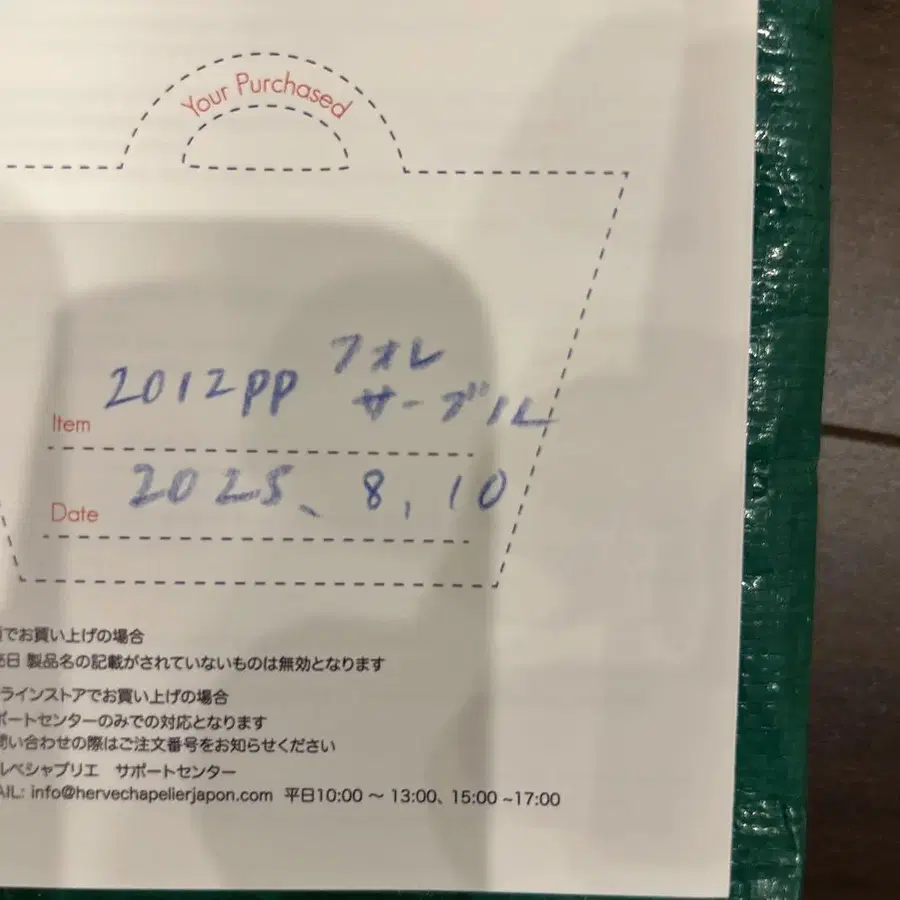 Your Purchased
Item 2012PP フォレ
サーブル
Date 2025、8，10
でお買い上げの場合
日 製品名の記載がされていないものは無効となります
ラインストアでお買い上げの場合
ポートセンターのみでの対応となります
問い合わせの際はご注文番号をお知らせください
ルベシャプリエ サポートセンター
AIL: info@hervechapelierjapon.com 平日10:00 〜 13:00、15:00 ~17:00